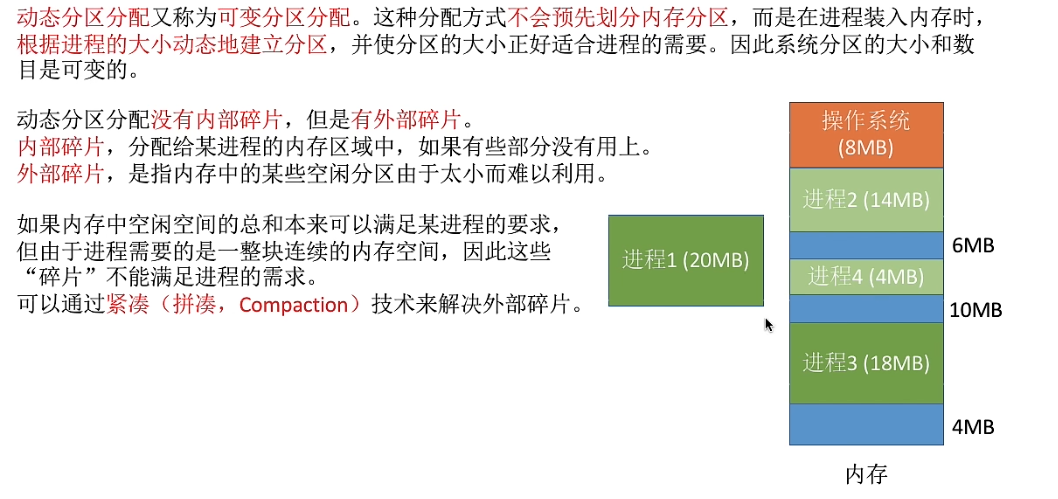 动态分区分配又称为可变分区分配。这种分配方式不会预先划分内存分区，而是在进程装入内存时，
根据进程的大小动态地建立分区，并使分区的大小正好适合进程的需要。因此系统分区的大小和数
目是可变的。
动态分区分配没有内部碎片，但是有外部碎片。
内部碎片，分配给某进程的内存区域中，如果有些部分没有用上。
外部碎片，是指内存中的某些空闲分区由于太小而难以利用。
如果内存中空闲空间的总和本来可以满足某进程的要求，
但由于进程需要的是一整块连续的内存空间，因此这些
“碎片”不能满足进程的需求。
可以通过紧凑（拼凑，Compaction）技术来解决外部碎片。
进程1 (20MB)
操作系统
(8MB)
进程2 (14MB)
6MB
进程4 (4MB)
10MB
进程3 (18MB)
4MB
内存